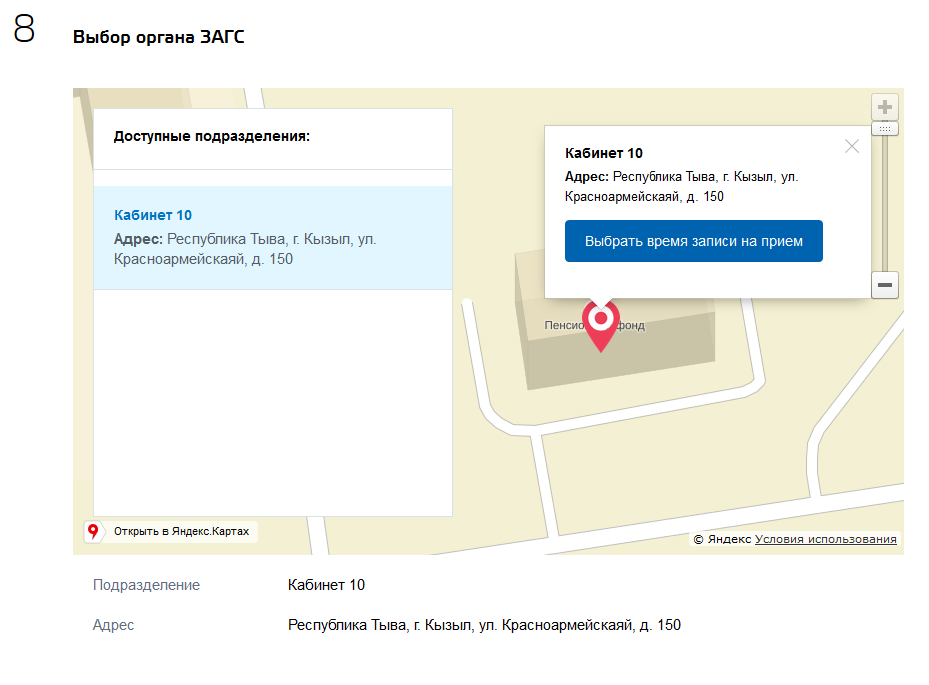 8
Выбор органа ЗАГС
Доступные подразделения:
Кабинет 10
Адрес: Республика Тыва, г. Кызыл, ул.
Красноармейскаяй, д. 150
Кабинет 10
Адрес: Республика Тыва, г. Кызыл, ул.
Красноармейскаяй, д. 150
Выбрать время записи на прием
Пенсио фонд
Открыть в Яндекс.Картах
© Яндекс Условия использования
Подразделение Кабинет 10
Адрес Республика Тыва, г. Кызыл, ул. Красноармейскаяй, д. 150